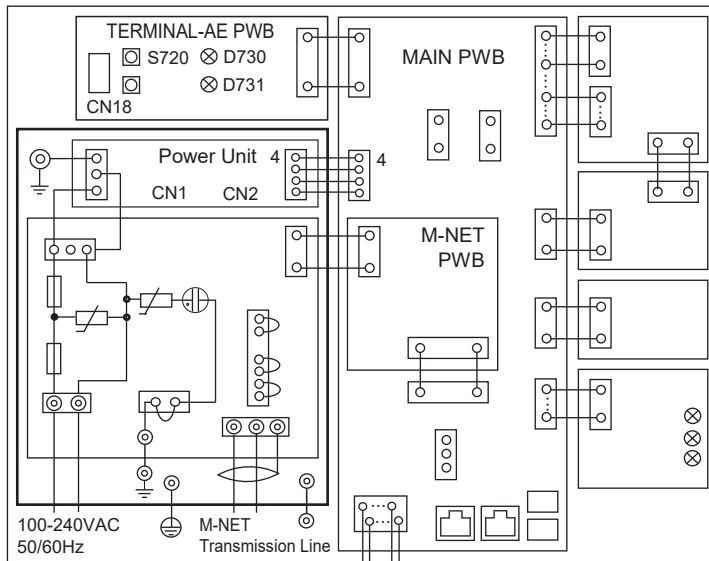 TERMINAL-AE PWB
S720
D730
D731
CN18
MAIN PWB
Power Unit
4
4
CN1
CN2
M-NET
PWB
100-240VAC
50/60Hz
M-NET
Transmission Line